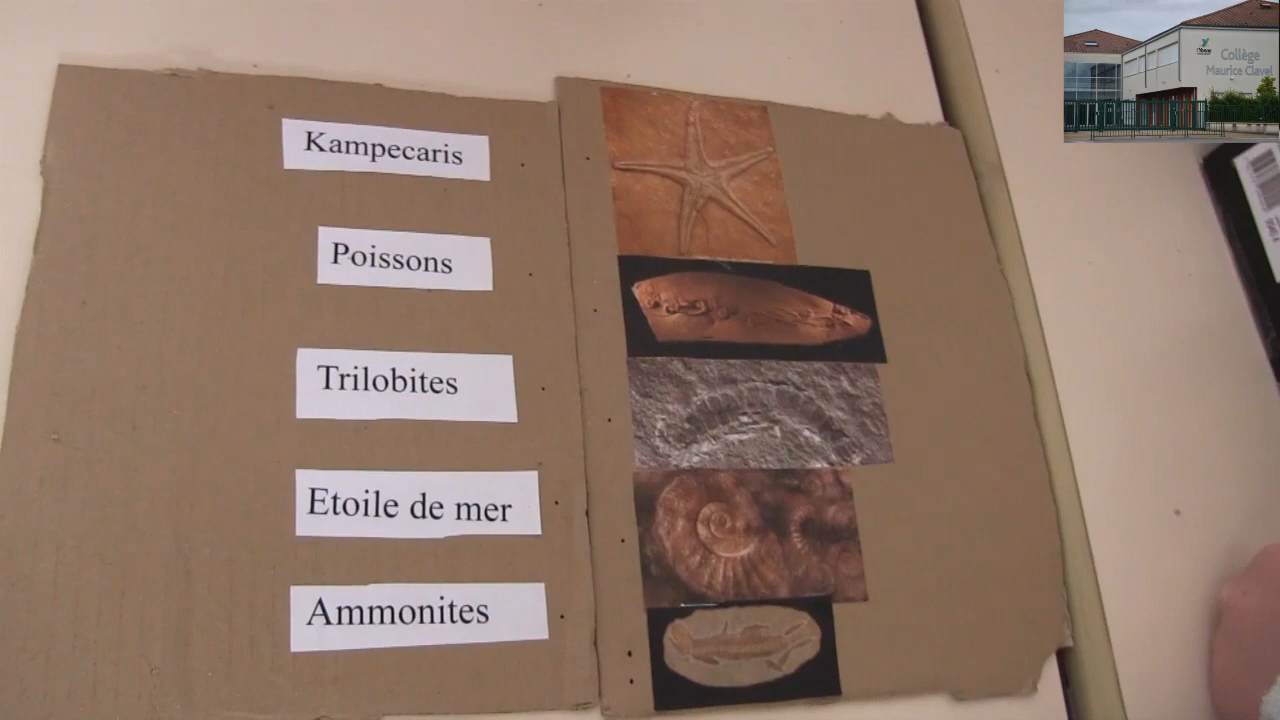 Kampecaris
Poissons
Trilobites
Etoile de mer
Ammonites
Collège
Maurice Clavel